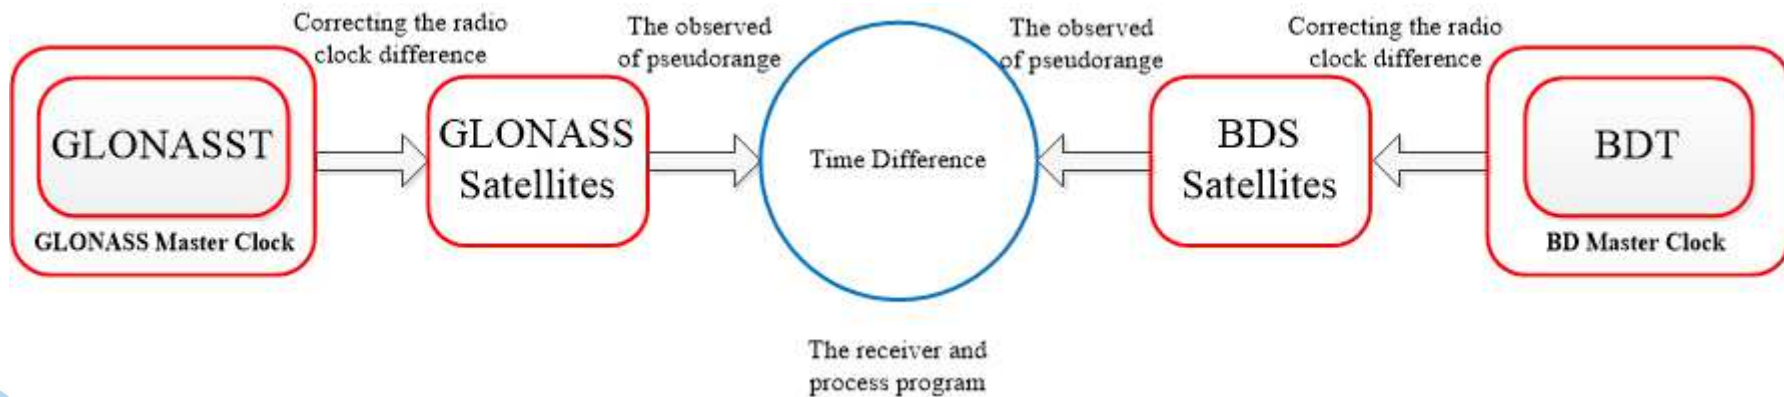 Correcting the radio
clock difference
The observed
of pseudorange
The observed
of pseudorange
Correcting the radio
clock difference
GLONASST
GLONASS Master Clock
GLONASS
Satellites
Time Difference
BDS
Satellites
BDT
BD Master Clock
The receiver and
process program